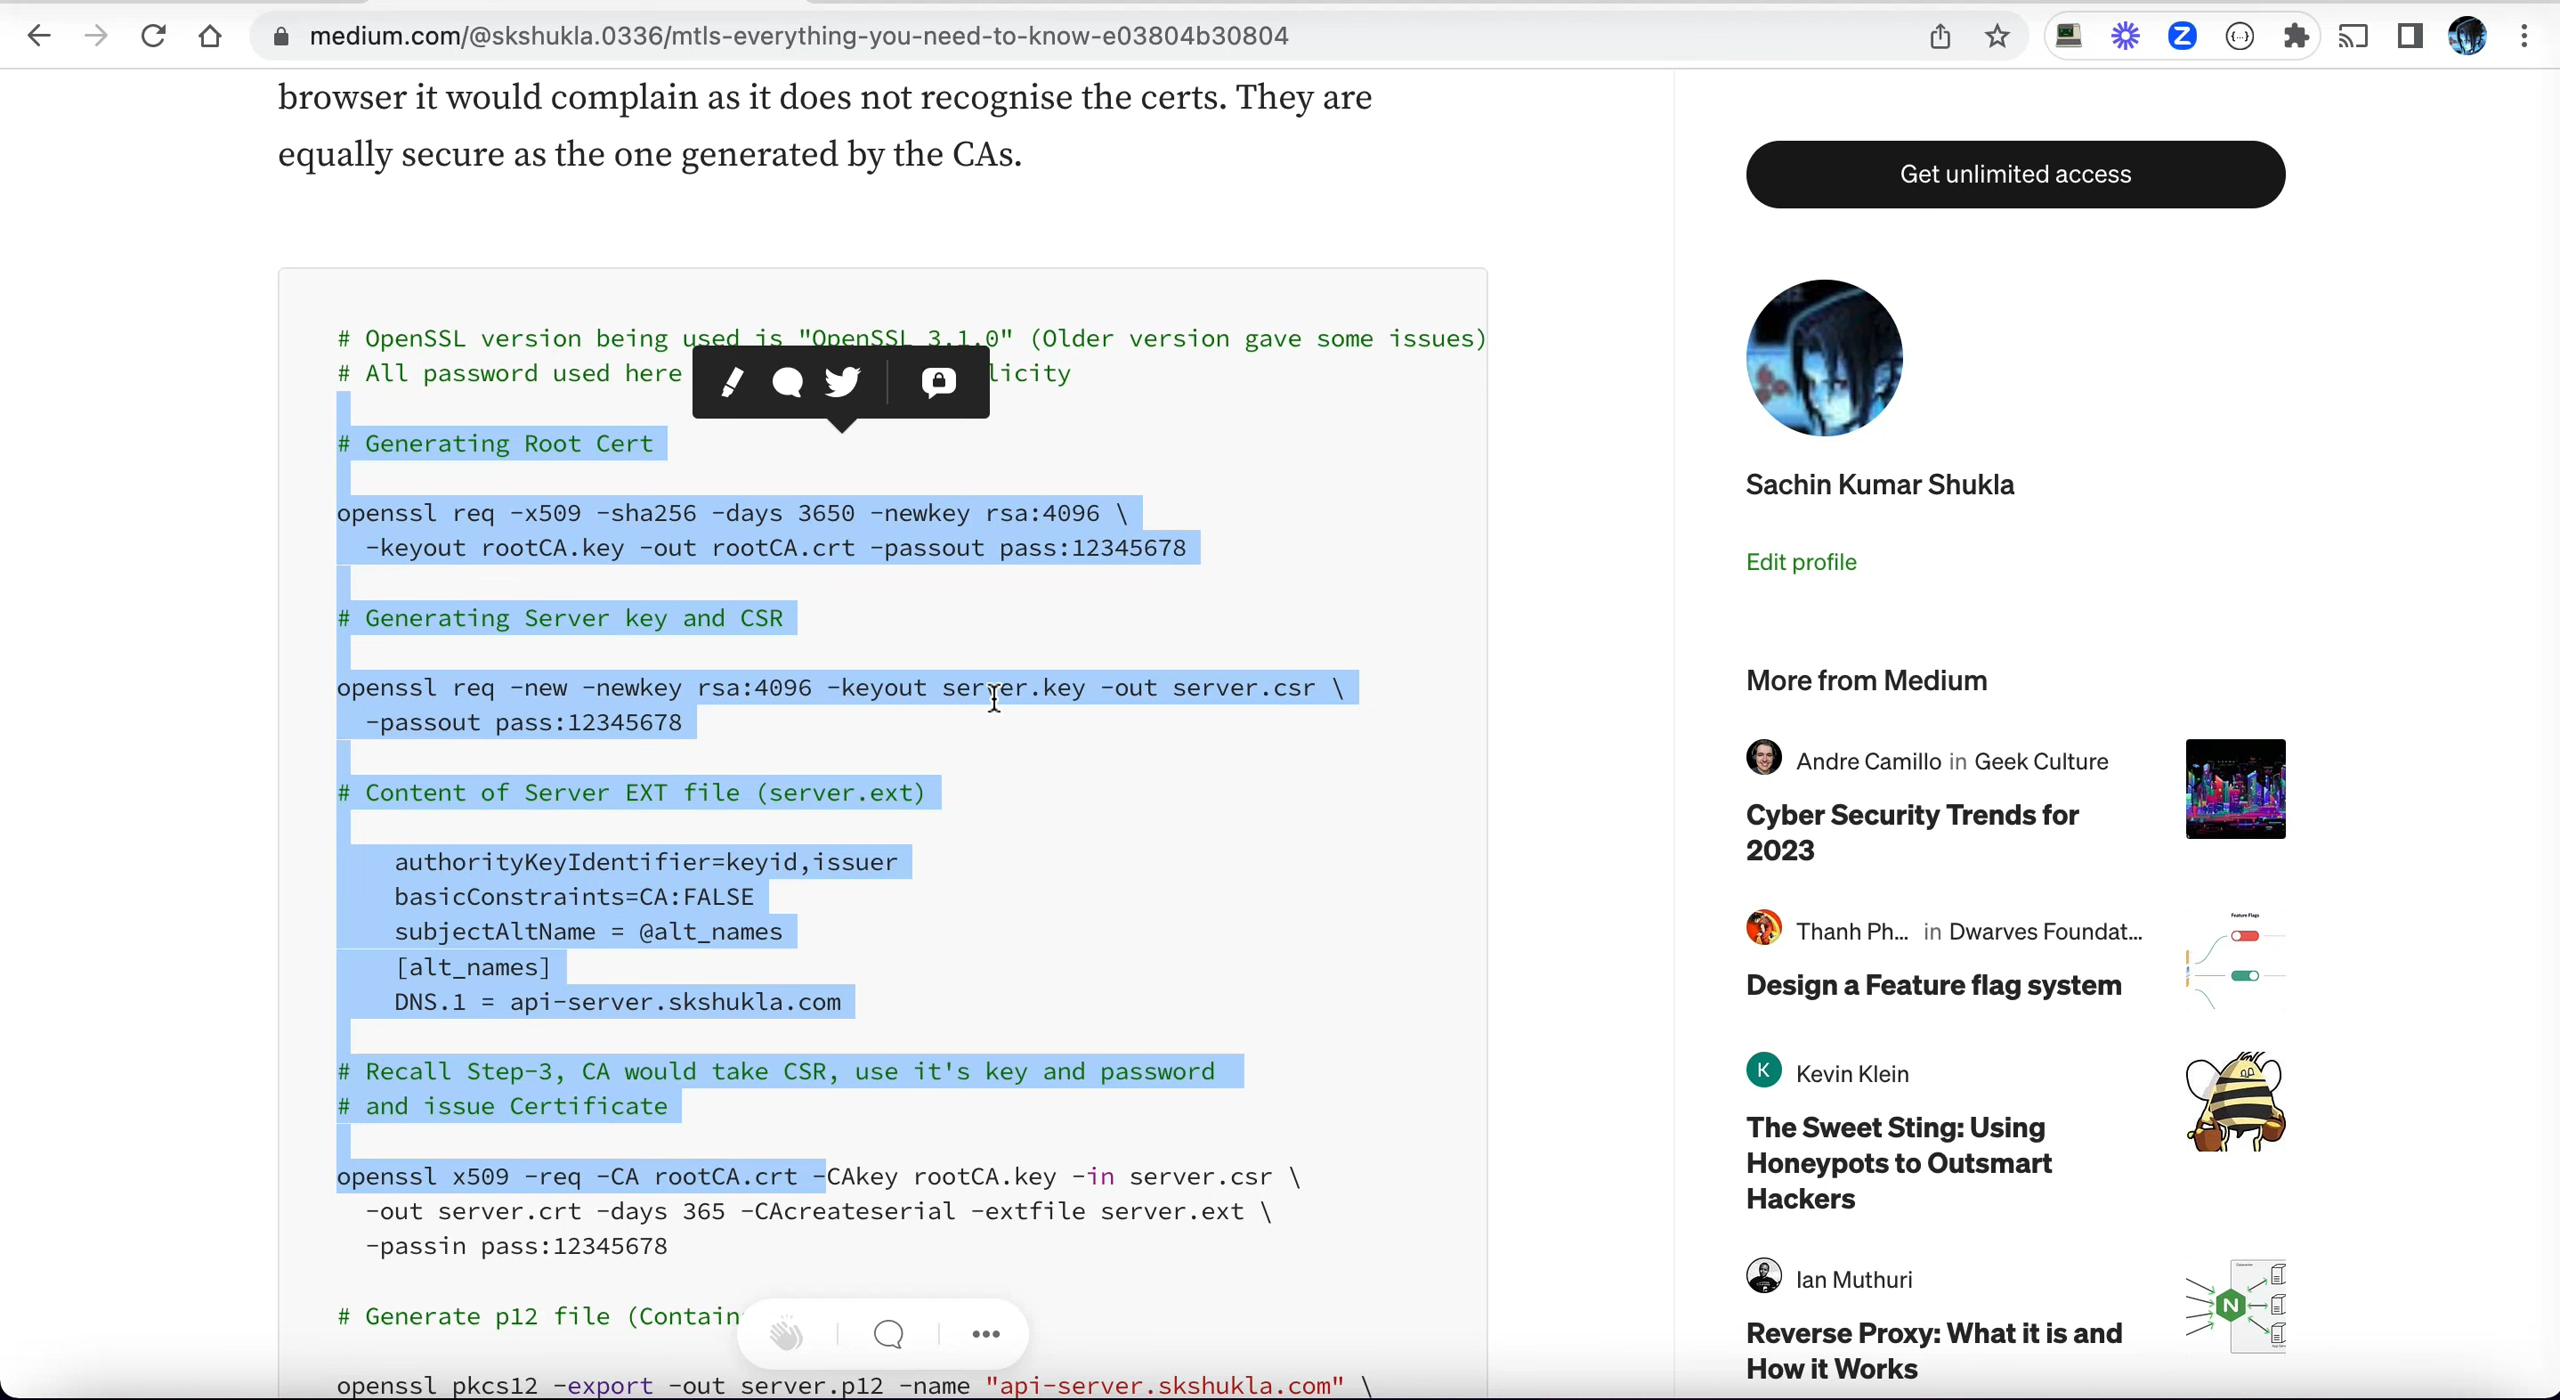 medium.com/@skshukla.0336/mtls-everything-you-need-to-know-e03804b30804
browser it would complain as it does not recognise the certs. They are
equally secure as the one generated by the CAs.
# OpenSSL version being used is "OpenSSL 3.1.0" (Older version gave some issues)
# All password used here licity
# Generating Root Cert
openssl req -x509 -sha256 -days 3650 -newkey rsa:4096 \
-keyout rootCA.key -out rootCA.crt -passout pass:12345678
# Generating Server key and CSR
openssl req -new -newkey rsa:4096 -keyout server.key -out server.csr \
-passout pass:12345678
# Content of Server EXT file (server.ext)
authorityKeyIdentifier=keyid,issuer
basicConstraints=CA:FALSE
subjectAltName = @alt_names
[alt_names]
DNS.1 = api-server.skshukla.com
# Recall Step-3, CA would take CSR, use it's key and password
# and issue Certificate
openssl x509 -req -CA rootCA.crt -CAkey rootCA.key -in server.csr \
-out server.crt -days 365 -CAcreateserial -extfile server.ext \
-passin pass:12345678
# Generate p12 file (Contain
openssl pkcs12 -export -out server.p12 -name "api-server.skshukla.com" \
Get unlimited access
Sachin Kumar Shukla
Edit profile
More from Medium
Andre Camillo in Geek Culture
Cyber Security Trends for
2023
Thanh Ph... in Dwarves Foundat...
Feature Flags
Design a Feature flag system
K Kevin Klein
The Sweet Sting: Using
Honeypots to Outsmart
Hackers
Ian Muthuri
N
Reverse Proxy: What it is and
How it Works